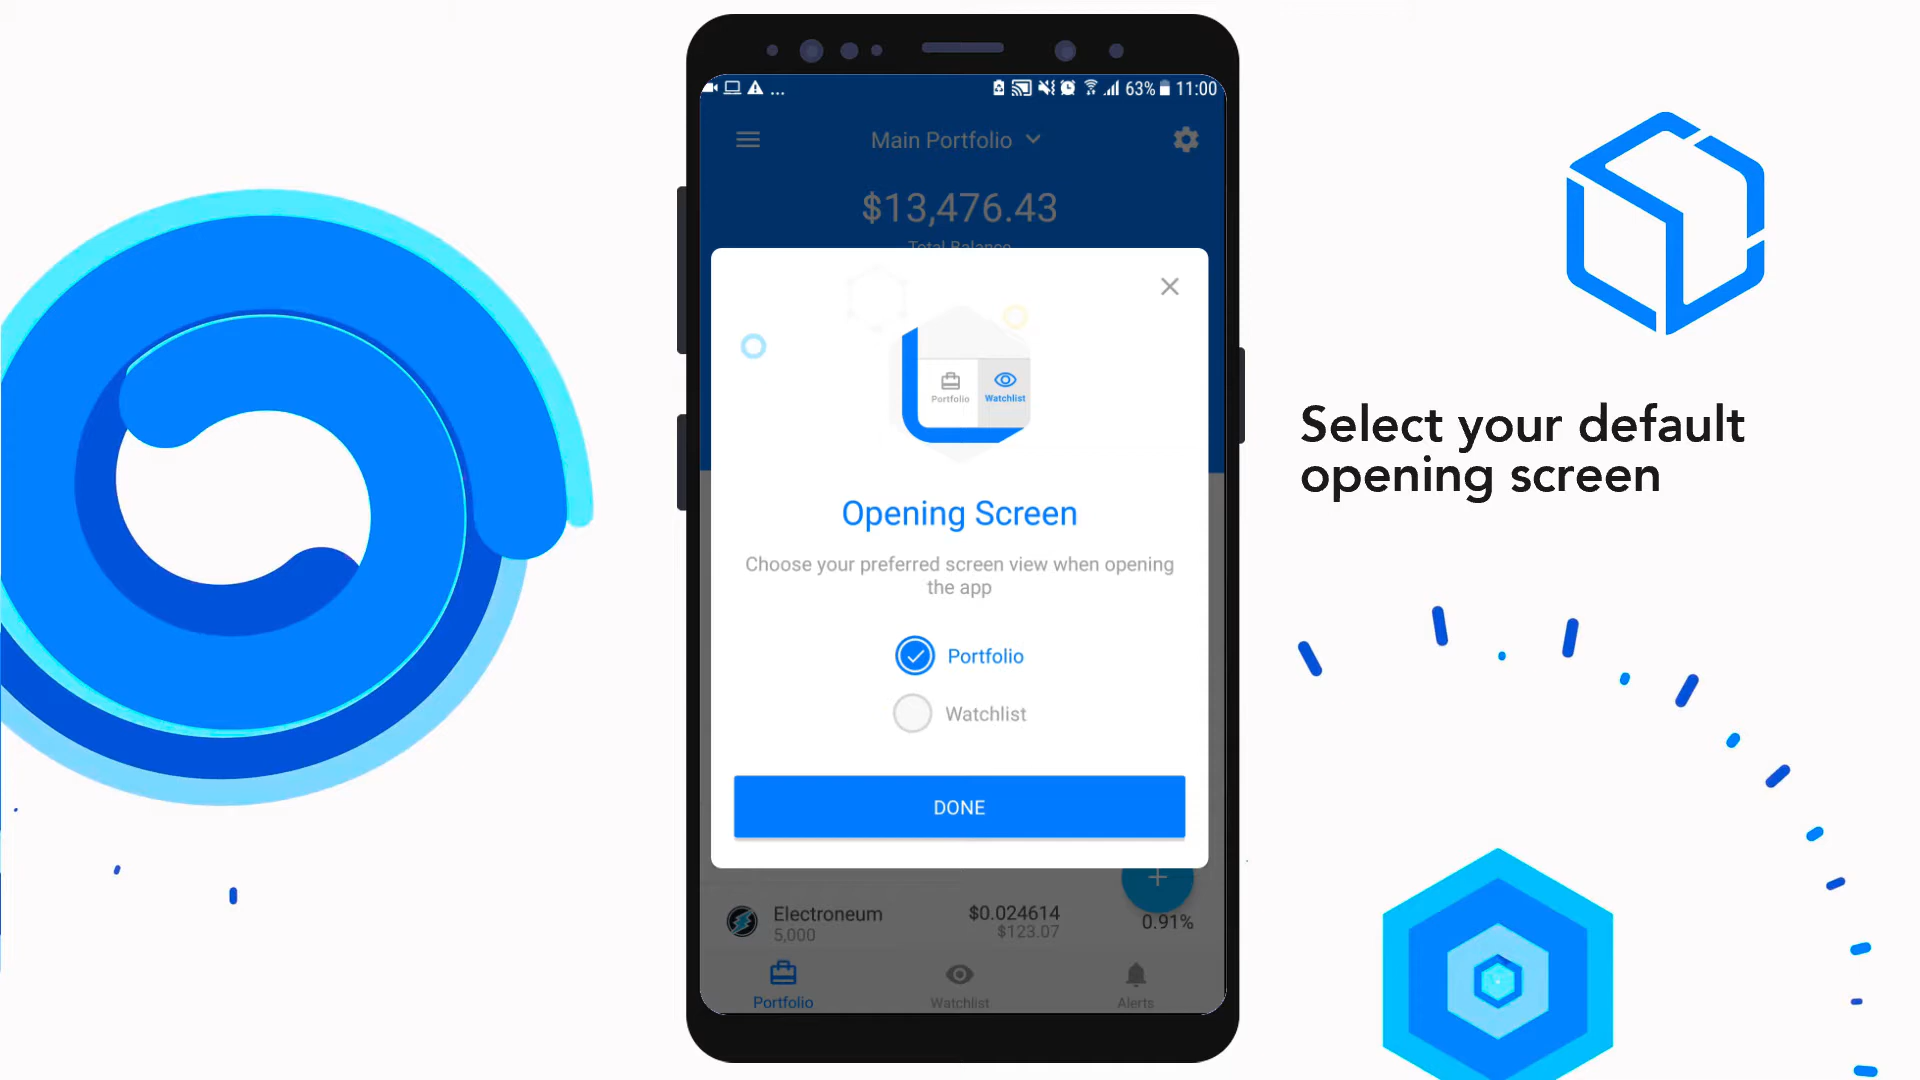 ... 63% 11:00
Main Portfolio
$13,476.43
Total Balance
Portfolio Watchlist
Opening Screen
Choose your preferred screen view when opening
the app
Portfolio
Watchlist
DONE
Electroneum $0.024614 0.91%
5,000 $123.07
Portfolio Watchlist Alerts
Select your default
opening screen